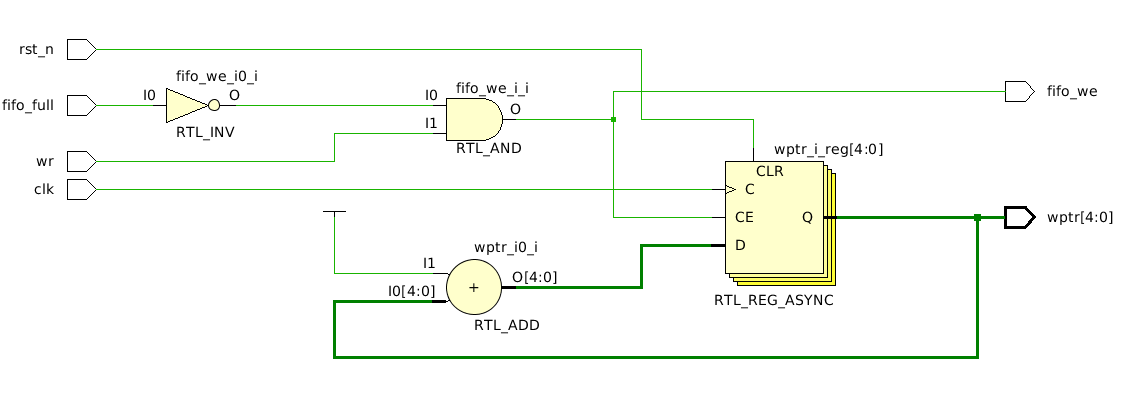 rst_n
fifo_we_i0_i
fifo_we_i_i
fifo_full
I0
O
I0
O
fifo_we
RTL_INV
I1
RTL_AND
wptr_i_reg[4:0]
wr
CLR
clk
C
CE
Q
wptr[4:0]
wptr_i0_i
D
I1
I0[4:0]
+
O[4:0]
RTL_REG_ASYNC
RTL_ADD